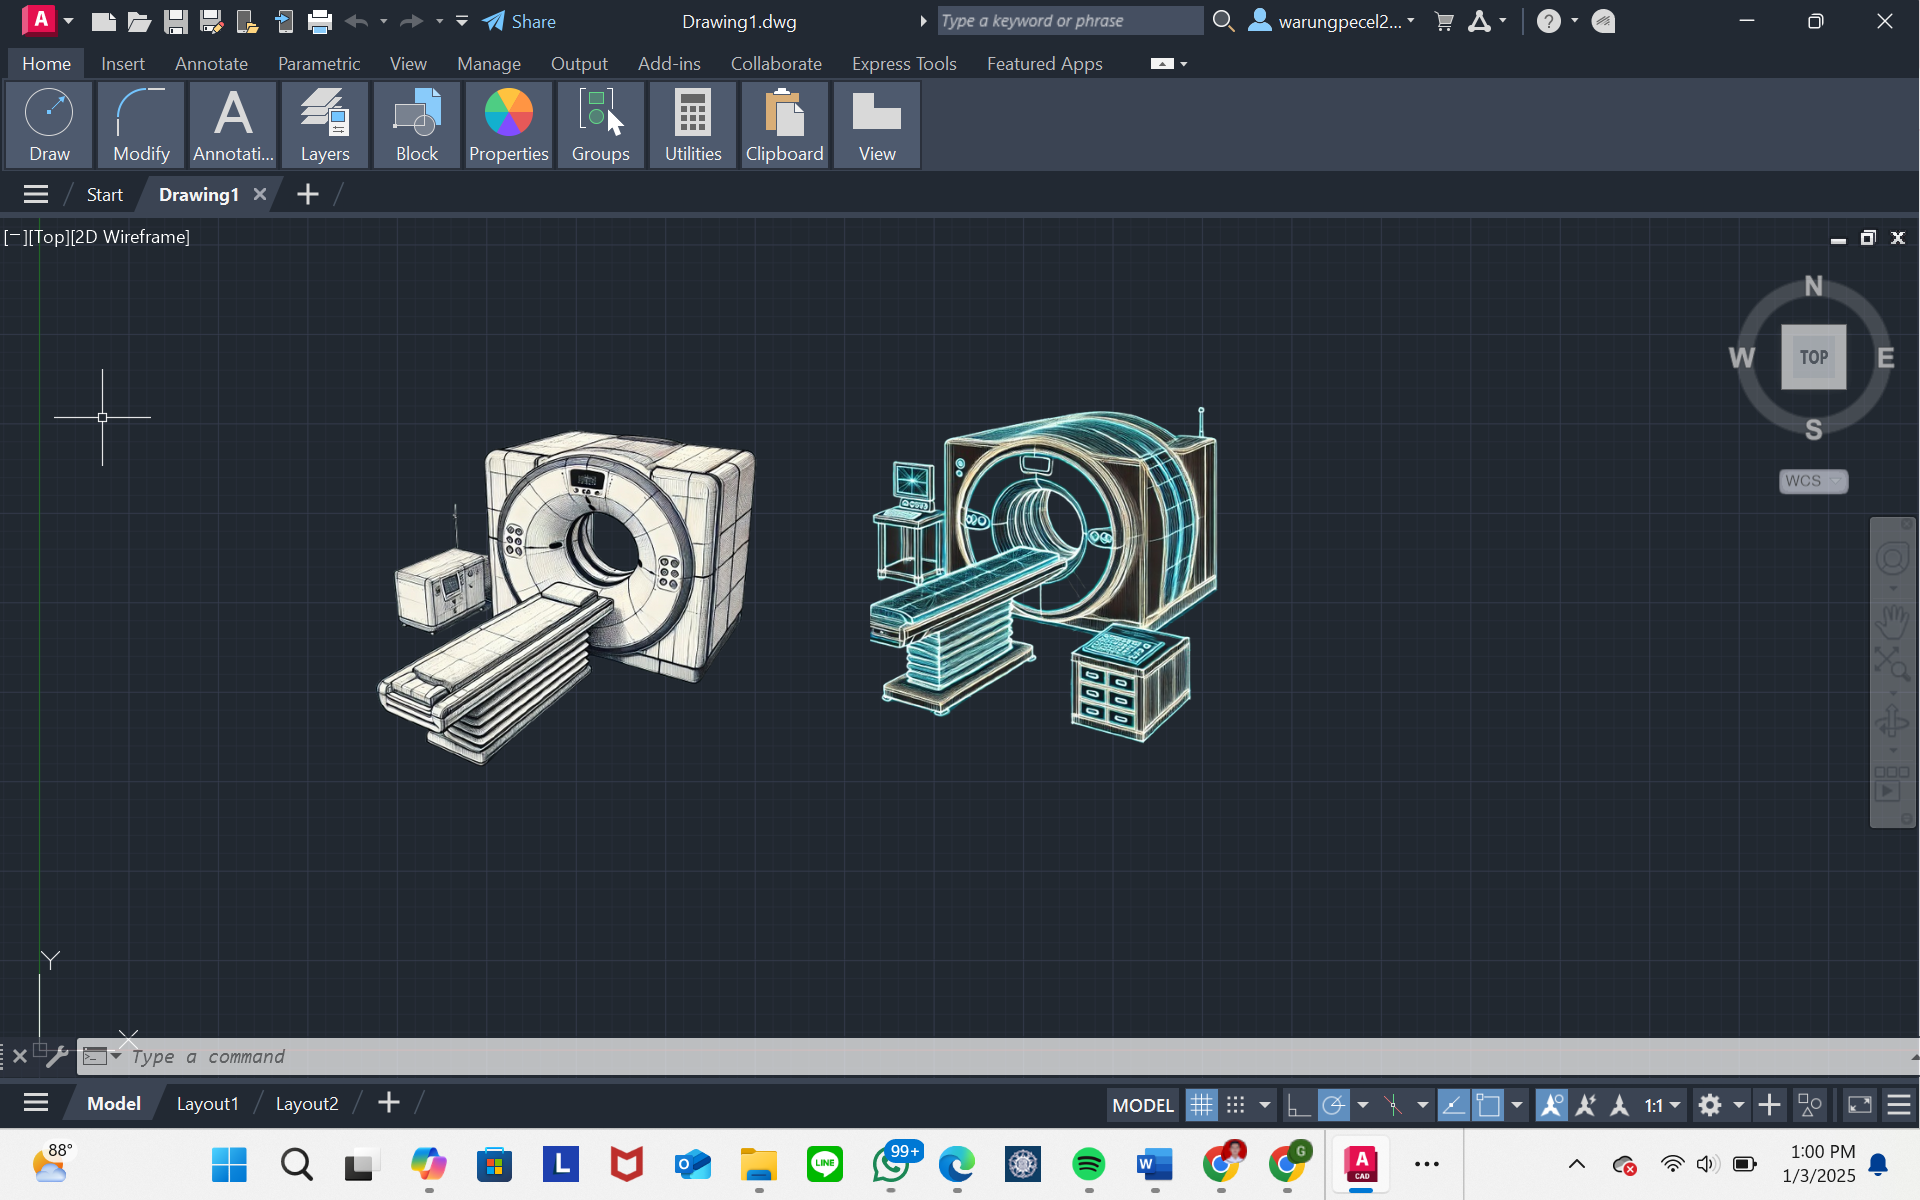 A
Share
Drawing1.dwg
Type a keyword or phrase
warungpecel2...
?
Home
Insert
Annotate
Parametric
View
Manage
Output
Add-ins
Collaborate
Express Tools
Featured Apps
A
Draw
Modify
Annotati...
Layers
Block
Properties
Groups
Utilities
Clipboard
View
Start
Drawing1
[−][Top][2D Wireframe]
N
W
TOP
E
S
WCS
Y
X
Type a command
Model
Layout1
Layout2
MODEL
1:1
88°
L
O
LINE
99+
W
G
A
CAD
1:00 PM
1/3/2025